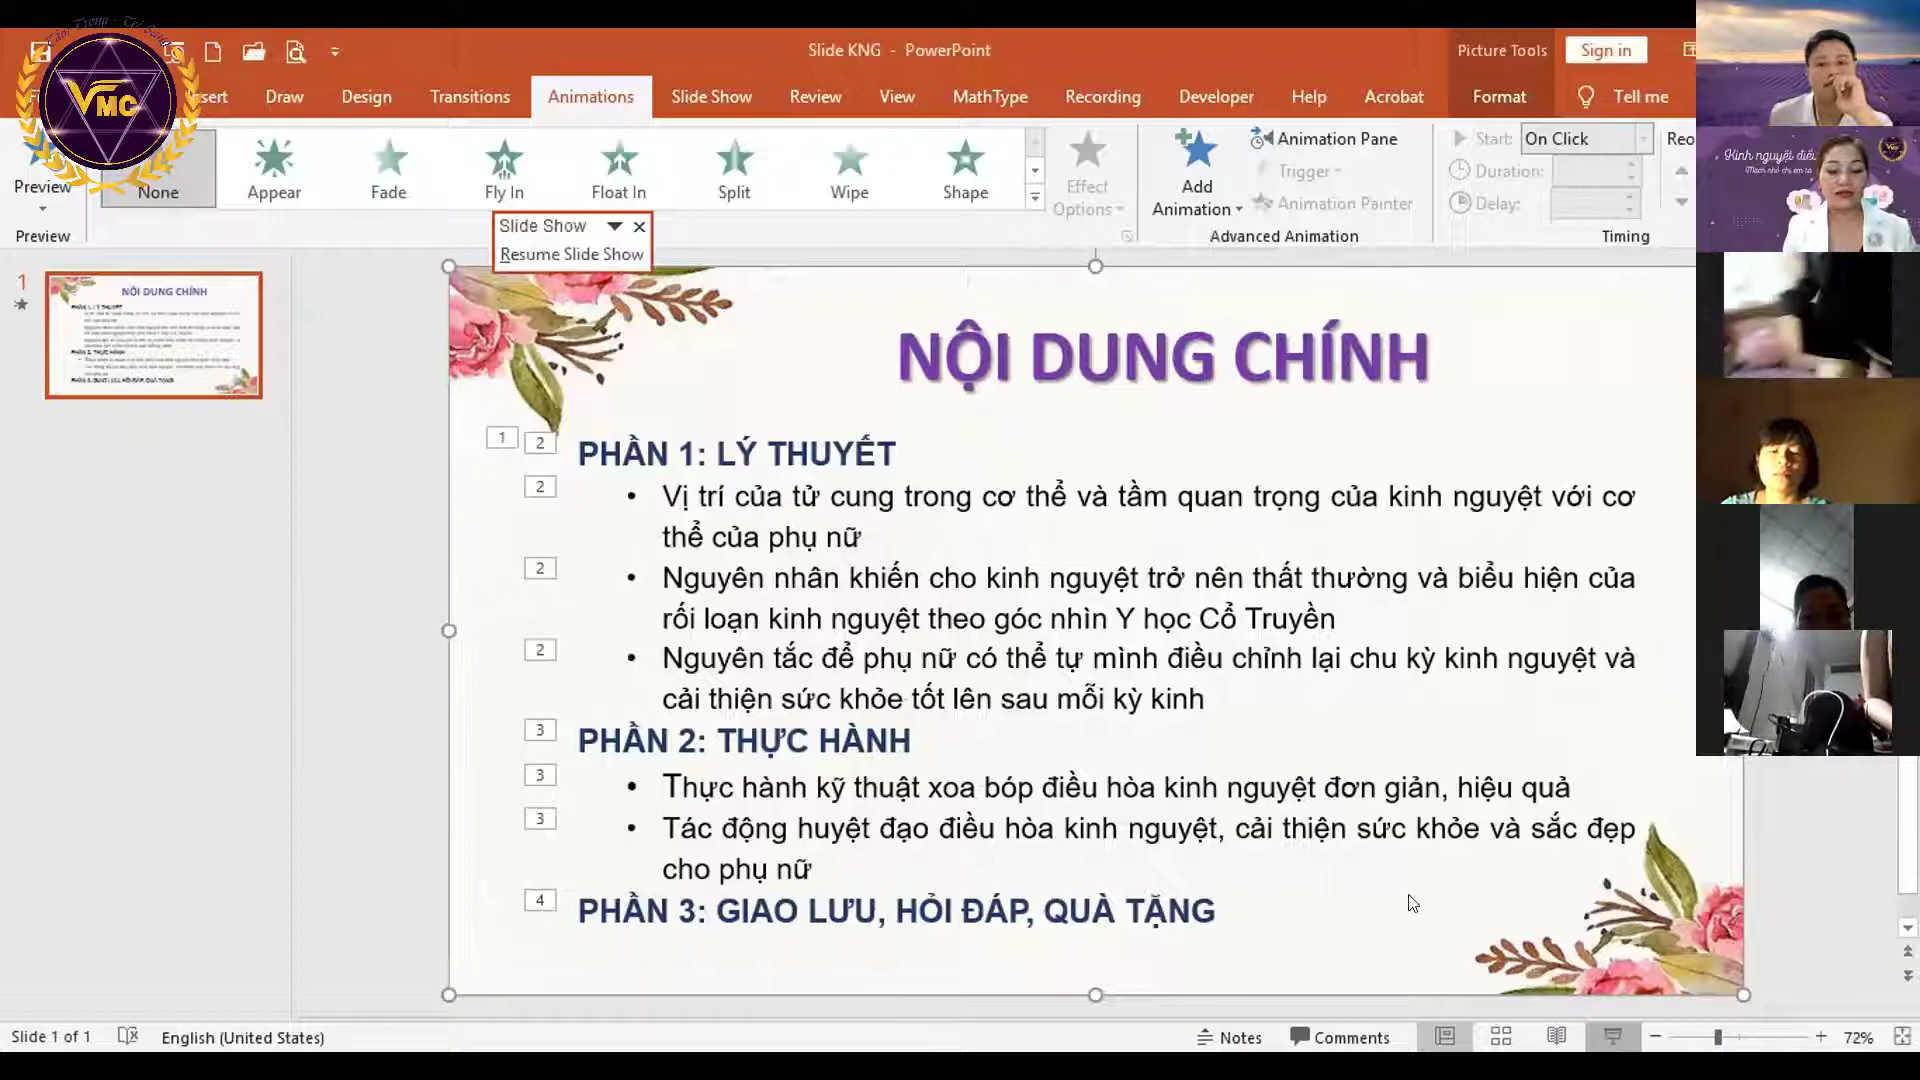 Slide KNG - PowerPoint
Picture Tools
Sign in
VMC
Draw
Design
Transitions
Animations
Slide Show
Review
View
MathType
Recording
Developer
Help
Acrobat
Format
Tell me
Preview
None
Appear
Fade
Fly In
Float In
Split
Wipe
Shape
Effect
Options
Add
Animation
Animation Pane
Trigger
Animation Painter
Start: On Click
Duration:
Delay:
Preview
Advanced Animation
Timing
Slide Show
Resume Slide Show
Kinh nguyệt
1
NỘI DUNG CHÍNH
1
2
PHẦN 1: LÝ THUYẾT
2
• Vị trí của tử cung trong cơ thể và tầm quan trọng của kinh nguyệt với cơ
thể của phụ nữ
2
• Nguyên nhân khiến cho kinh nguyệt trở nên thất thường và biểu hiện của
rối loạn kinh nguyệt theo góc nhìn Y học Cổ Truyền
2
• Nguyên tắc để phụ nữ có thể tự mình điều chỉnh lại chu kỳ kinh nguyệt và
cải thiện sức khỏe tốt lên sau mỗi kỳ kinh
3
PHẦN 2: THỰC HÀNH
3
• Thực hành kỹ thuật xoa bóp điều hòa kinh nguyệt đơn giản, hiệu quả
3
• Tác động huyệt đạo điều hòa kinh nguyệt, cải thiện sức khỏe và sắc đẹp
cho phụ nữ
4
PHẦN 3: GIAO LƯU, HỎI ĐÁP, QUÀ TẶNG
Slide 1 of 1
English (United States)
Notes
Comments
72%